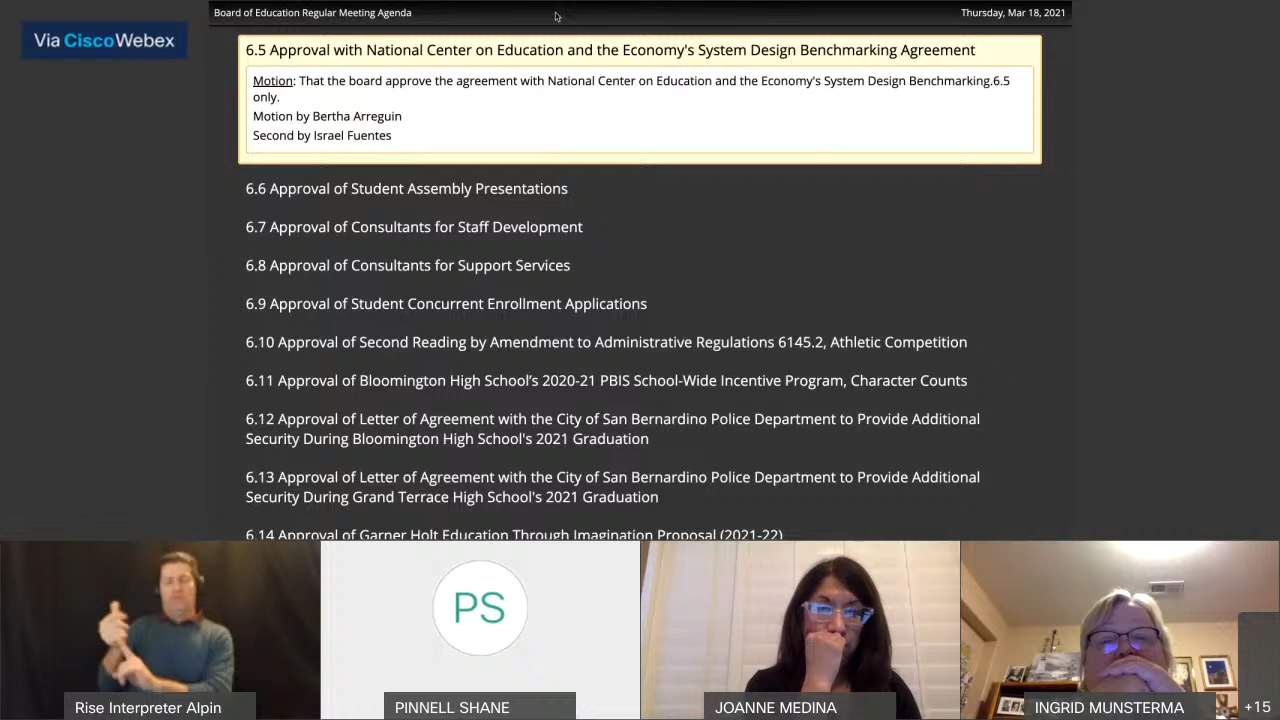 Board of Education Regular Meeting Agenda
Thursday, Mar 18, 2021
Via Cisco Webex
6.5 Approval with National Center on Education and the Economy's System Design Benchmarking Agreement
Motion: That the board approve the agreement with National Center on Education and the Economy's System Design Benchmarking.6.5
only.
Motion by Bertha Arreguin
Second by Israel Fuentes
6.6 Approval of Student Assembly Presentations
6.7 Approval of Consultants for Staff Development
6.8 Approval of Consultants for Support Services
6.9 Approval of Student Concurrent Enrollment Applications
6.10 Approval of Second Reading by Amendment to Administrative Regulations 6145.2, Athletic Competition
6.11 Approval of Bloomington High School’s 2020-21 PBIS School-Wide Incentive Program, Character Counts
6.12 Approval of Letter of Agreement with the City of San Bernardino Police Department to Provide Additional
Security During Bloomington High School's 2021 Graduation
6.13 Approval of Letter of Agreement with the City of San Bernardino Police Department to Provide Additional
Security During Grand Terrace High School's 2021 Graduation
6.14 Approval of Garner Holt Education Through Imagination Proposal (2021-22)
PS
Rise Interpreter Alpin
PINNELL SHANE
JOANNE MEDINA
INGRID MUNSTERMA
+15